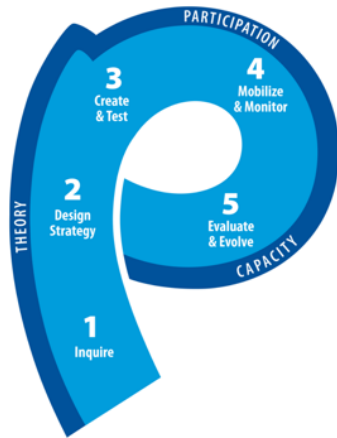 PARTICIPATION
3
Create
& Test
4
Mobilize
& Monitor
THEORY
2
Design
Strategy
5
Evaluate
& Evolve
CAPACITY
1
Inquire